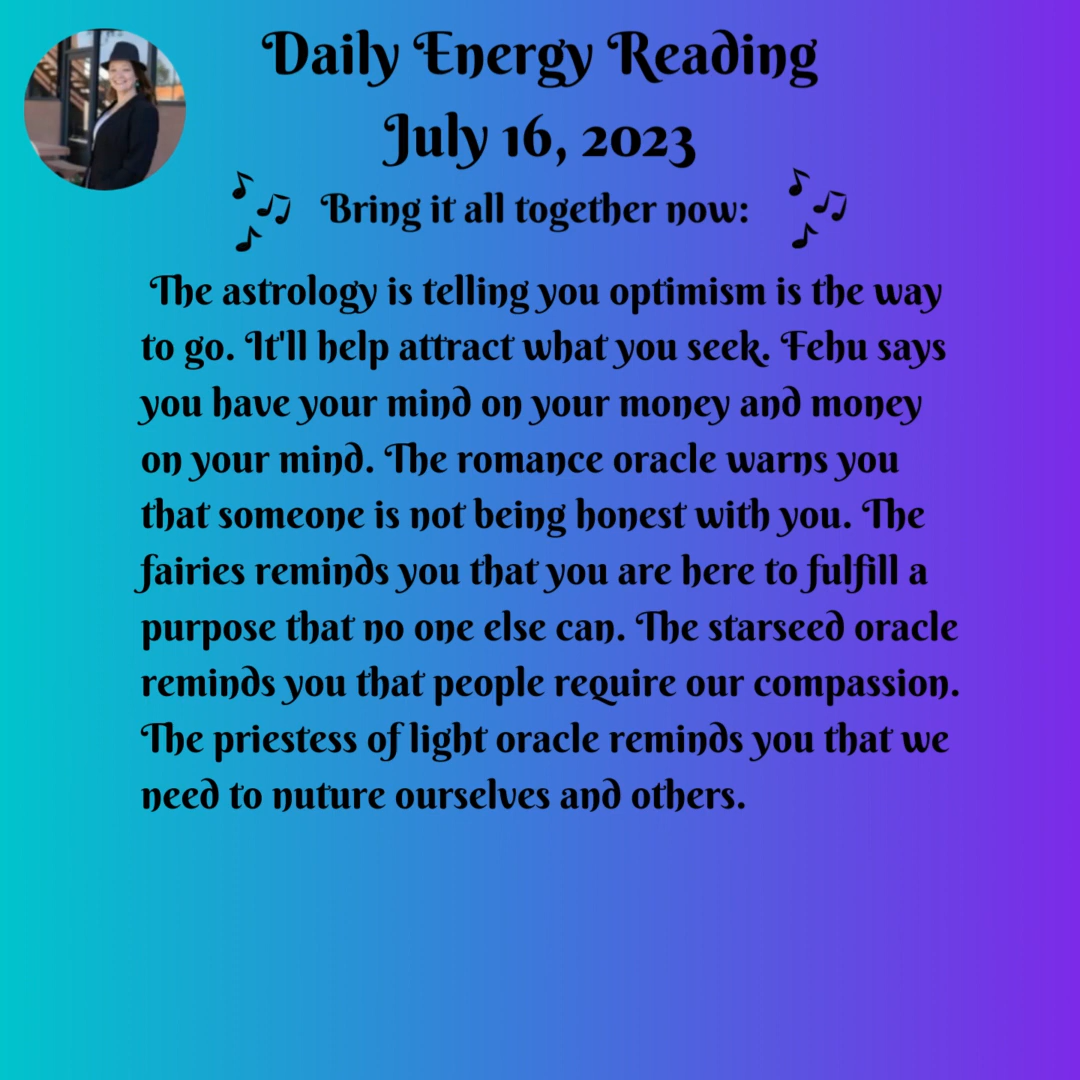 Daily Energy Reading
July 16, 2023
Bring it all together now:
The astrology is telling you optimism is the way
to go. It'll help attract what you seek. Fehu says
you have your mind on your money and money
on your mind. The romance oracle warns you
that someone is not being honest with you. The
fairies reminds you that you are here to fulfill a
purpose that no one else can. The starseed oracle
reminds you that people require our compassion.
The priestess of light oracle reminds you that we
need to nuture ourselves and others.